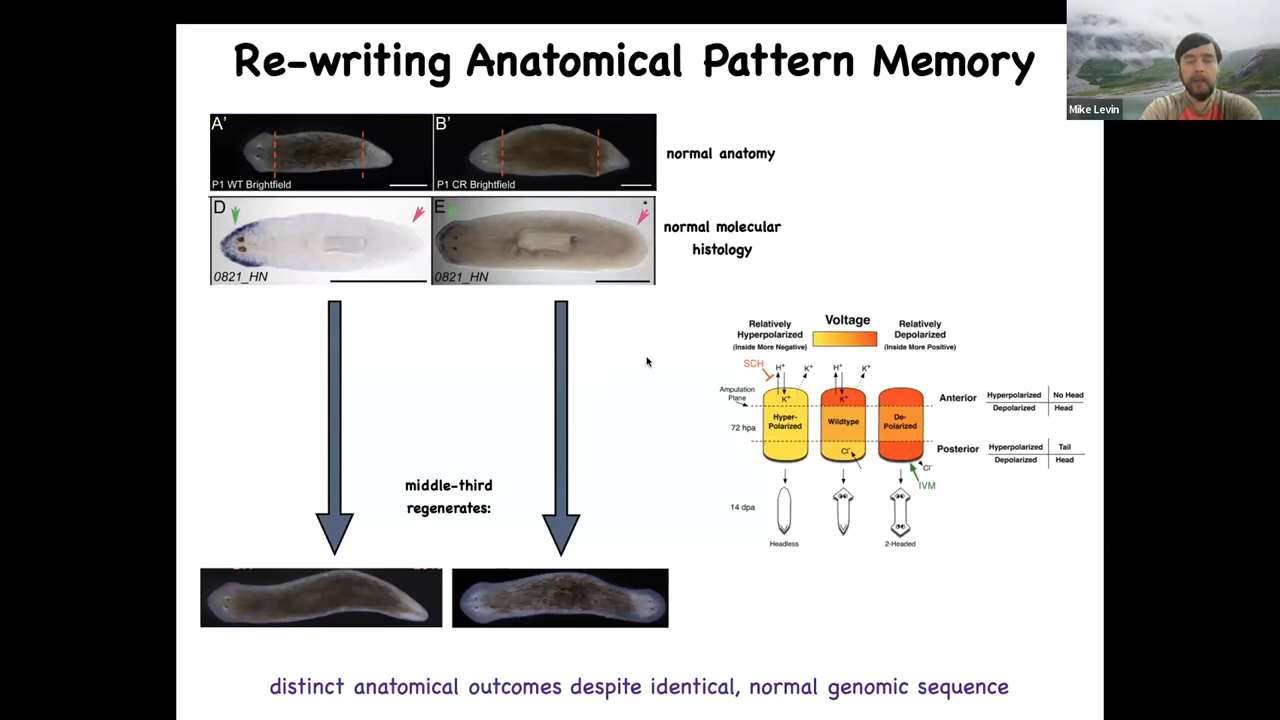 Re-writing Anatomical Pattern Memory
Mike Levin
A'
P1 WT Brightfield
B'
P1 CR Brightfield
normal anatomy
D
0821_HN
E
0821_HN
normal molecular
histology
middle-third
regenerates:
Voltage
Relatively
Hyperpolarized
(Inside More Negative)
Relatively
Depolarized
(Inside More Positive)
SCH
H+
K+
H+
K+
Amputation
Plane
K+
K+
Anterior
Hyperpolarized No Head
Depolarized Head
72 hpa
Hyper-
Polarized
Wildtype
De-
Polarized
Posterior
Hyperpolarized Tail
Depolarized Head
Cl-
Cl-
IVM
14 dpa
Headless
2-Headed
distinct anatomical outcomes despite identical, normal genomic sequence